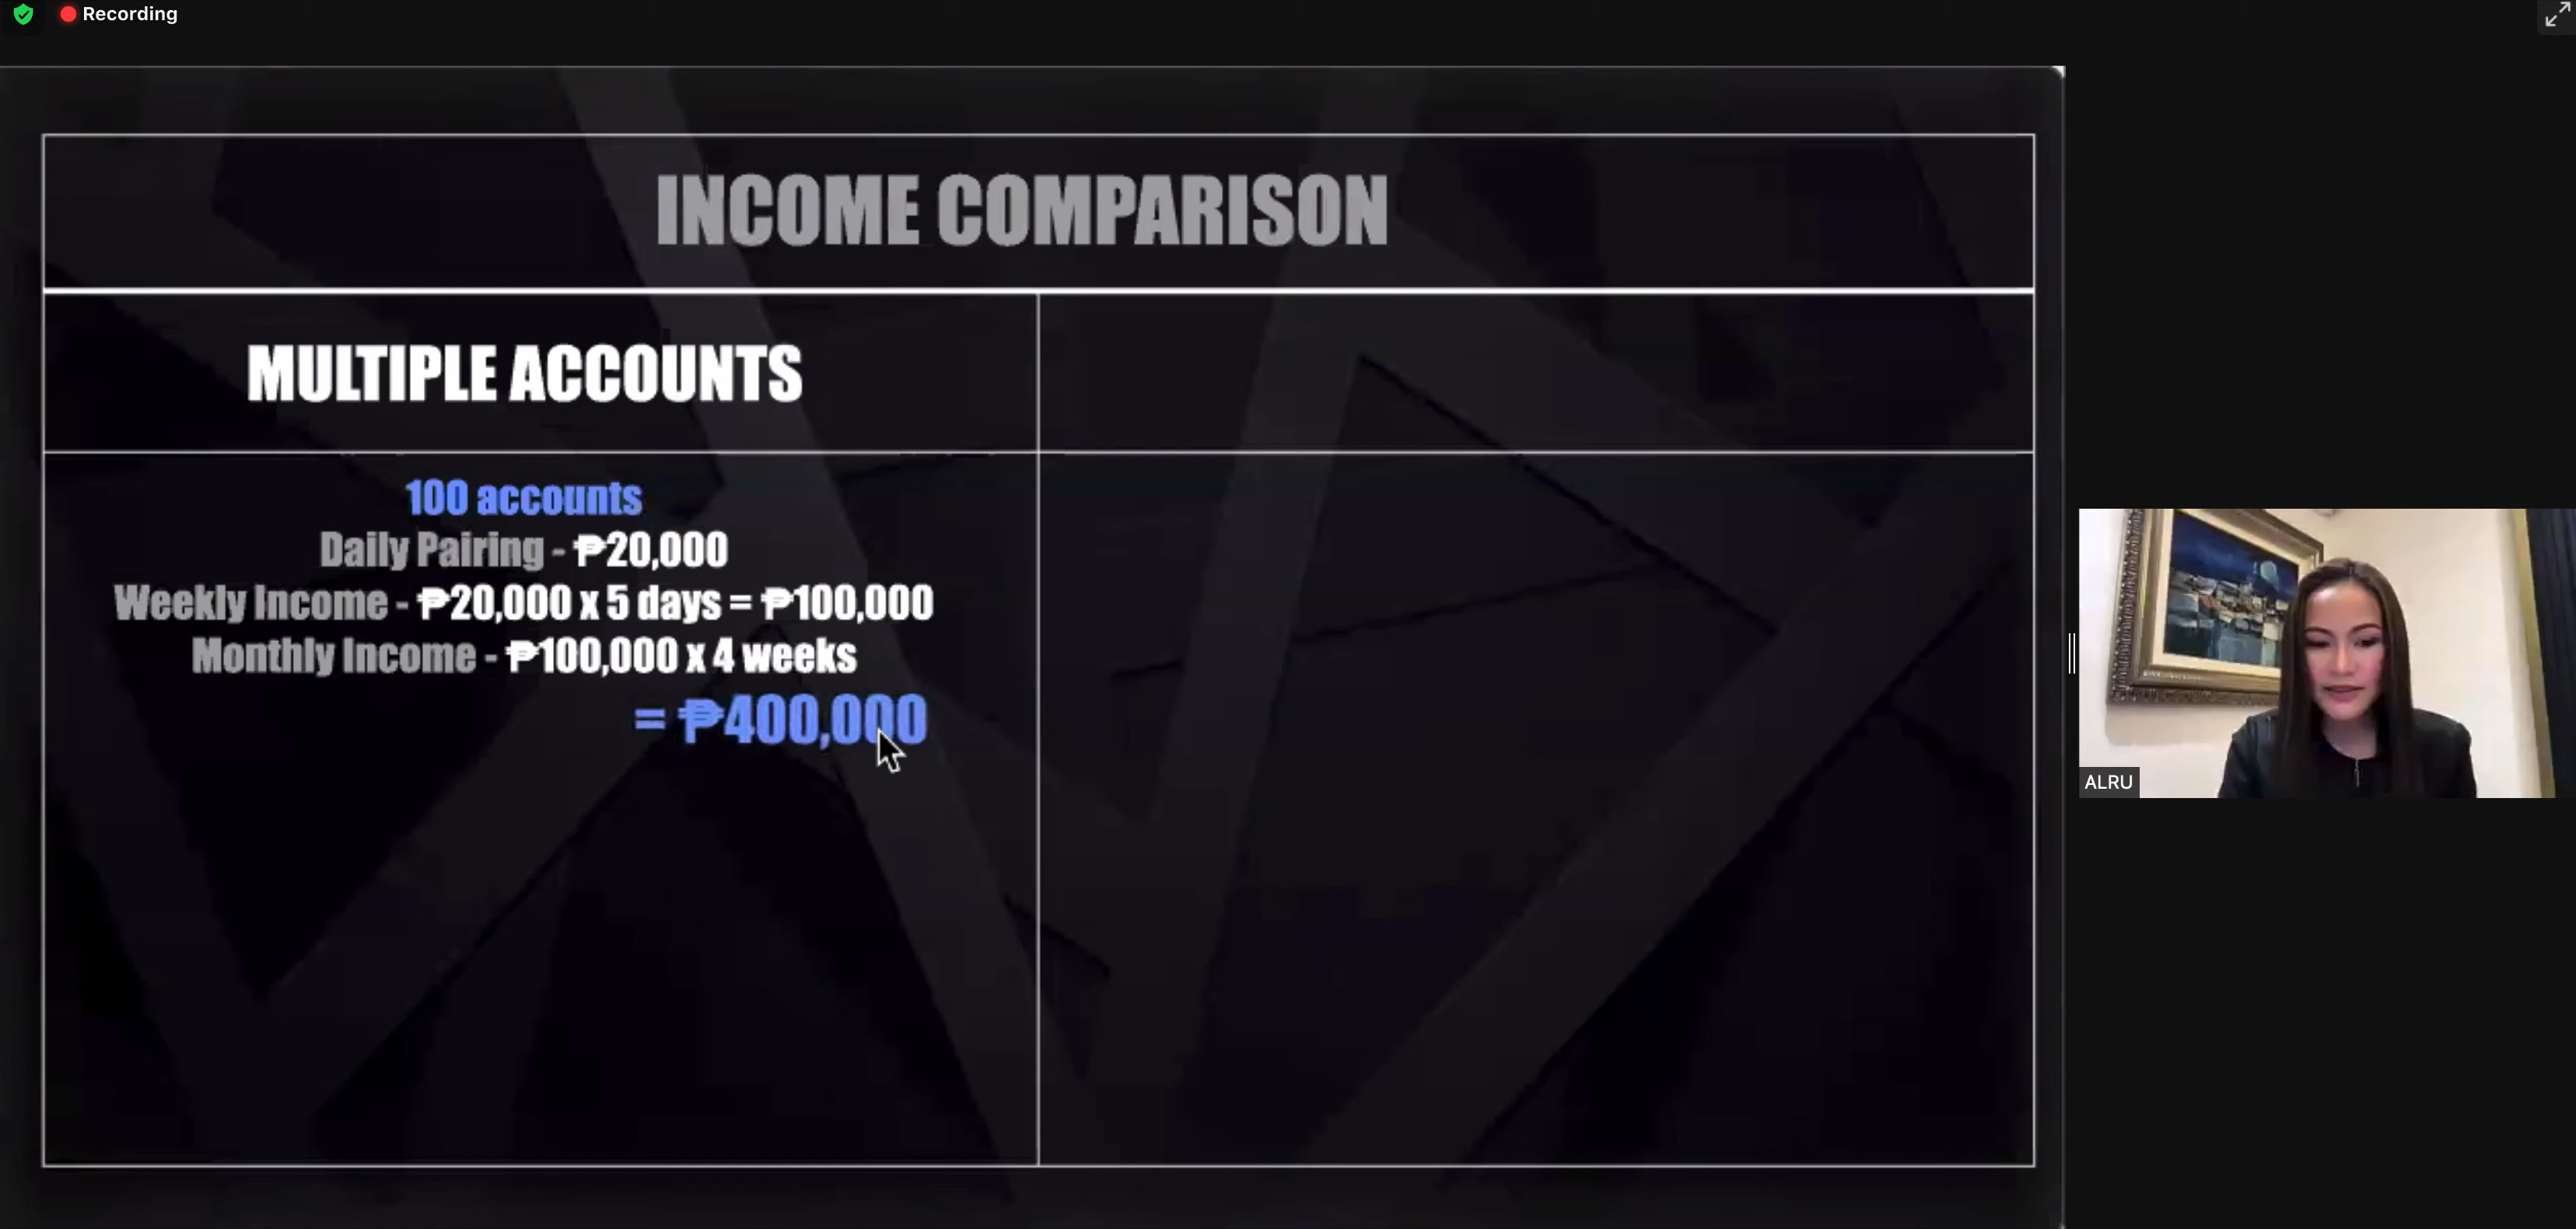 Recording
INCOME COMPARISON
MULTIPLE ACCOUNTS
100 accounts
Daily Pairing - ₱20,000
Weekly Income - ₱20,000 x 5 days = ₱100,000
Monthly Income - ₱100,000 x 4 weeks
= ₱400,000
ALRU